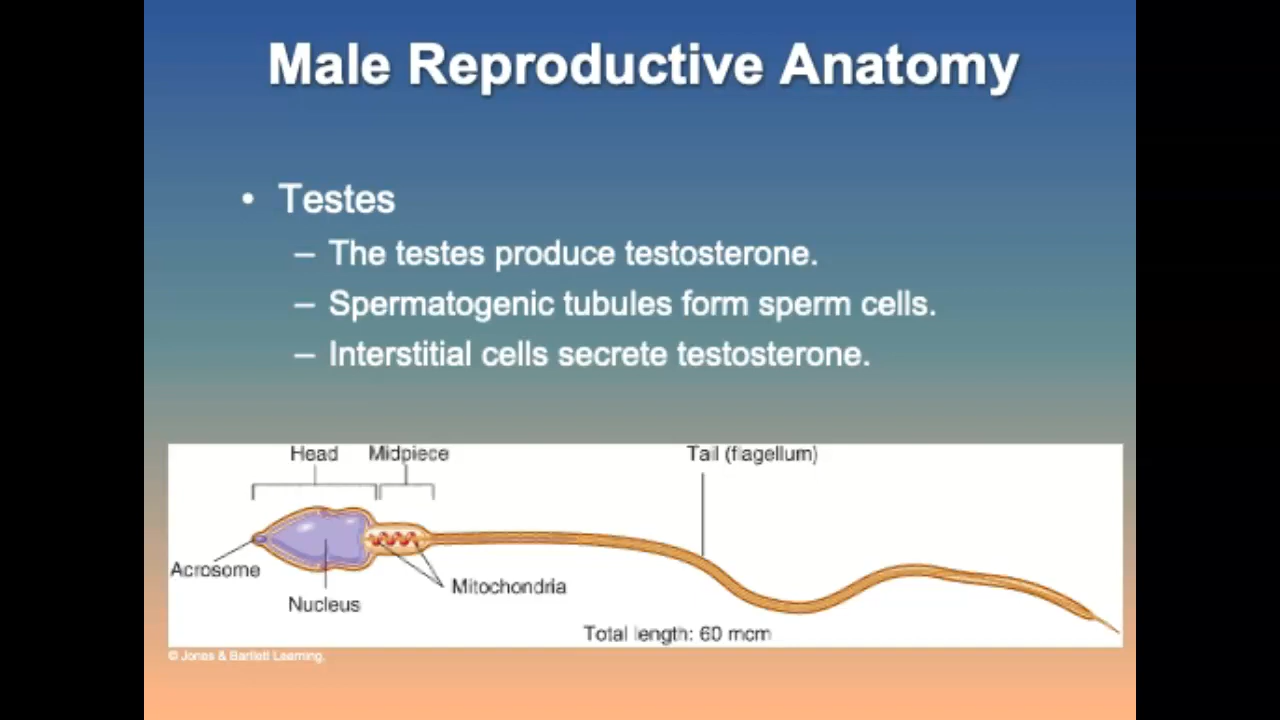 Male Reproductive Anatomy
• Testes
– The testes produce testosterone.
– Spermatogenic tubules form sperm cells.
– Interstitial cells secrete testosterone.
Head Midpiece Tail (flagellum)
Acrosome
Mitochondria
Nucleus
Total length: 60 mcm
© Jones & Bartlett Learning.